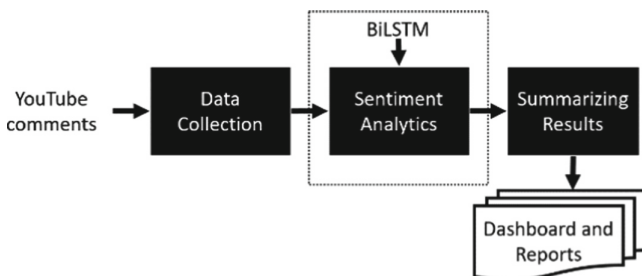 BiLSTM
YouTube
comments
Data
Collection
Sentiment
Analytics
Summarizing
Results
Dashboard and
Reports